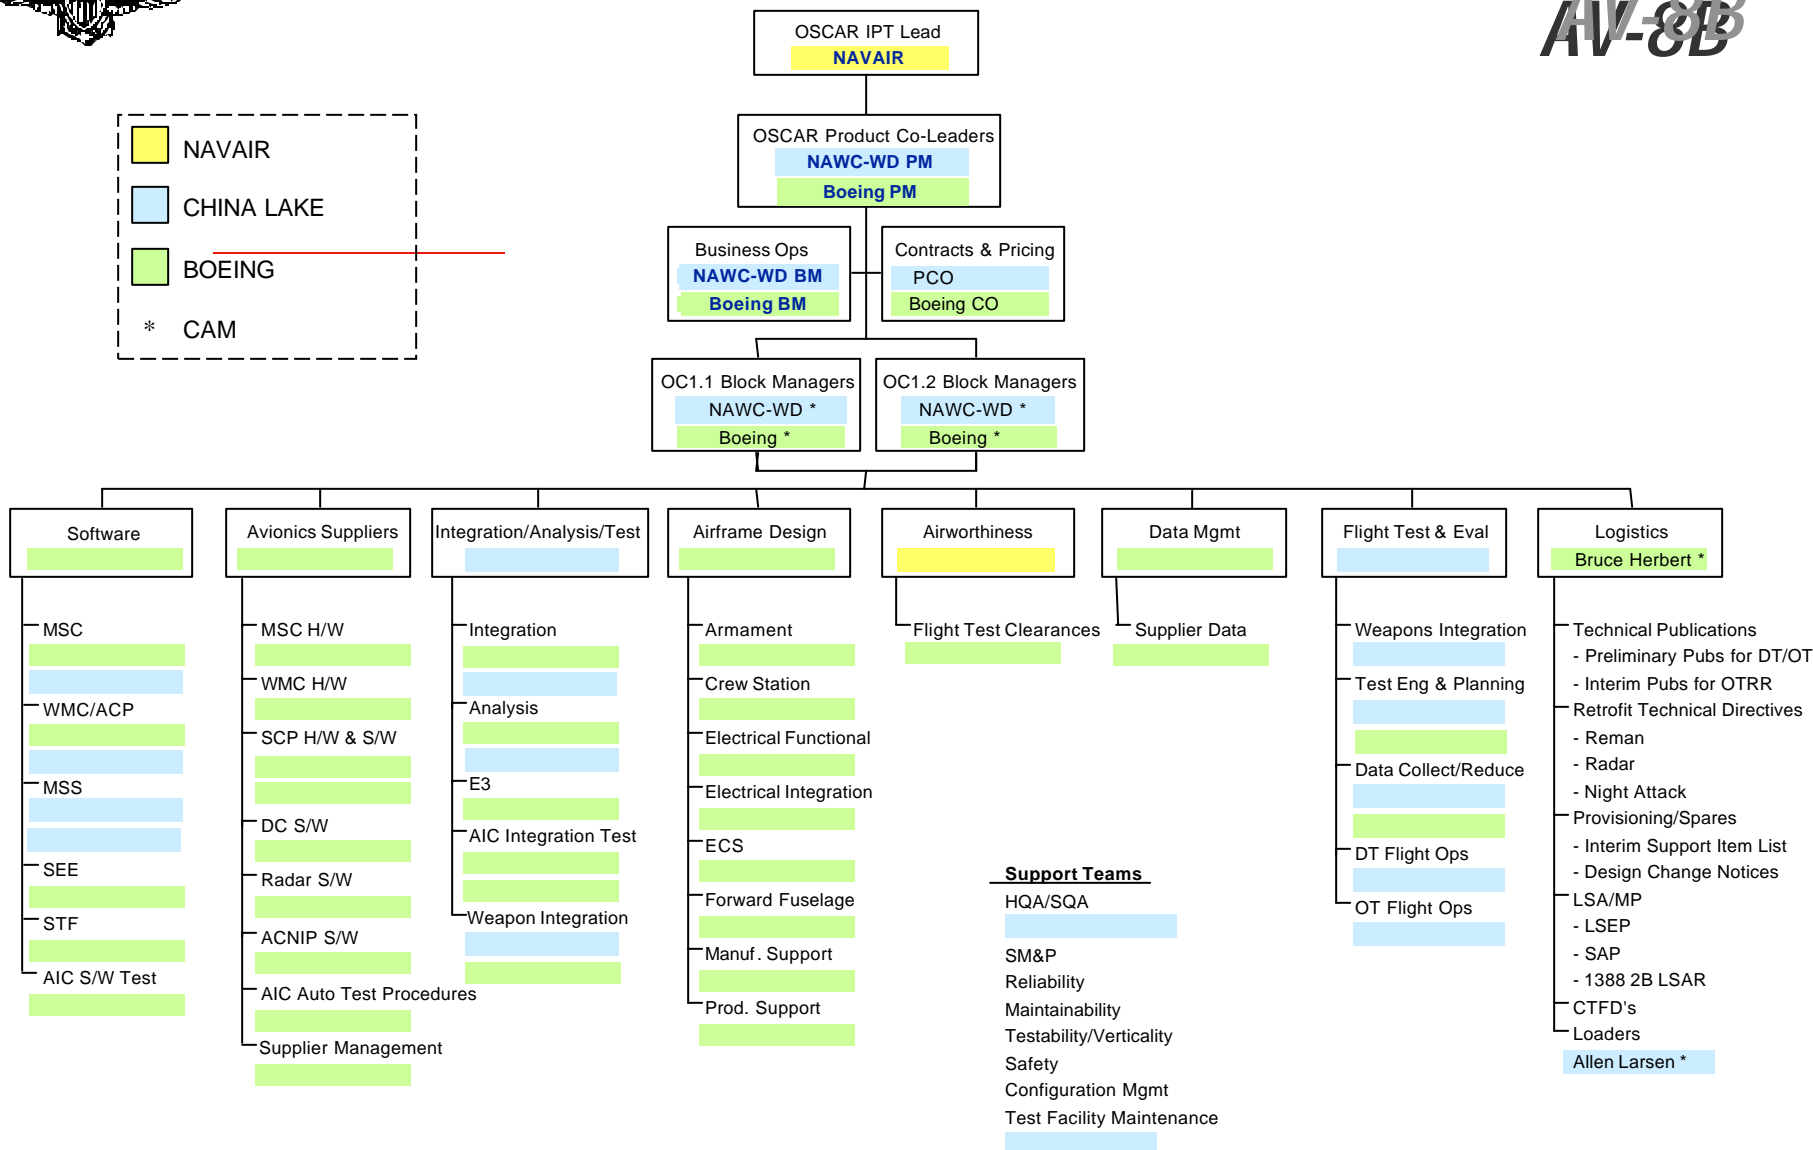 AV-8B
OSCAR IPT Lead
NAVAIR
NAVAIR
CHINA LAKE
BOEING
* CAM
OSCAR Product Co-Leaders
NAWC-WD PM
Boeing PM
Business Ops
NAWC-WD BM
Boeing BM
Contracts & Pricing
PCO
Boeing CO
OC1.1 Block Managers
NAWC-WD *
Boeing *
OC1.2 Block Managers
NAWC-WD *
Boeing *
Software
MSC
WMC/ACP
MSS
SEE
STF
AIC S/W Test
Avionics Suppliers
MSC H/W
WMC H/W
SCP H/W & S/W
DC S/W
Radar S/W
ACNIP S/W
AIC Auto Test Procedures
Supplier Management
Integration/Analysis/Test
Integration
Analysis
E3
AIC Integration Test
Weapon Integration
Airframe Design
Armament
Crew Station
Electrical Functional
Electrical Integration
ECS
Forward Fuselage
Manuf. Support
Prod. Support
Airworthiness
Flight Test Clearances
Data Mgmt
Supplier Data
Support Teams
HQA/SQA
SM&P
Reliability
Maintainability
Testability/Verticality
Safety
Configuration Mgmt
Test Facility Maintenance
Flight Test & Eval
Weapons Integration
Test Eng & Planning
Data Collect/Reduce
DT Flight Ops
OT Flight Ops
Logistics
Bruce Herbert *
Technical Publications
- Preliminary Pubs for DT/OT
- Interim Pubs for OTRR
Retrofit Technical Directives
- Reman
- Radar
- Night Attack
Provisioning/Spares
- Interim Support Item List
- Design Change Notices
LSA/MP
- LSEP
- SAP
- 1388 2B LSAR
CTFD's
Loaders
Allen Larsen *